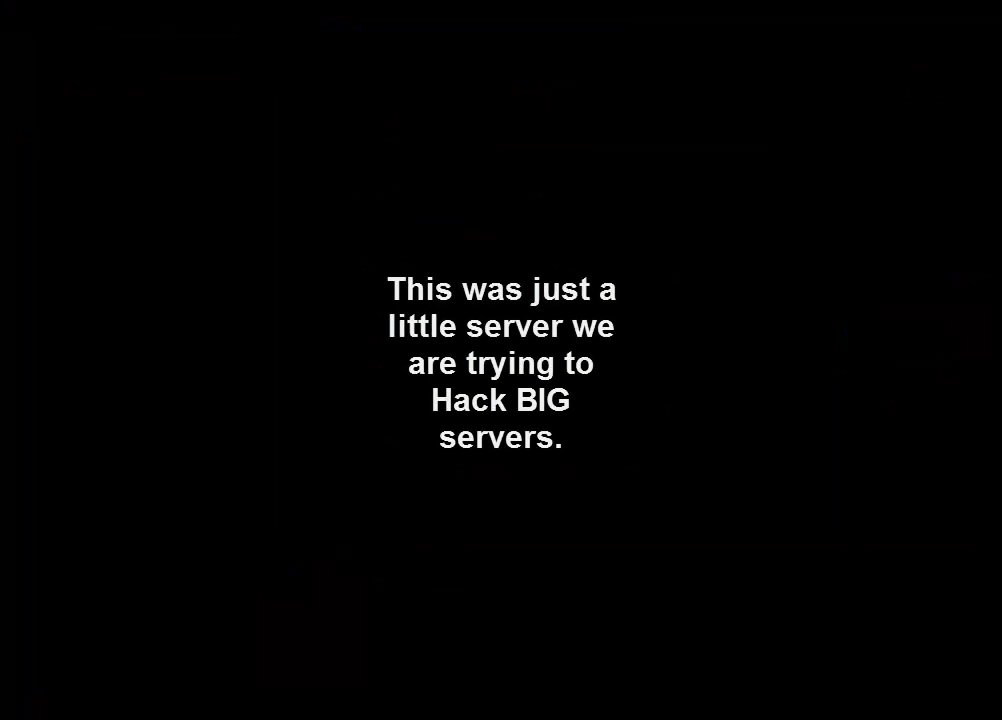 This was just a
little server we
are trying to
Hack BIG
servers.